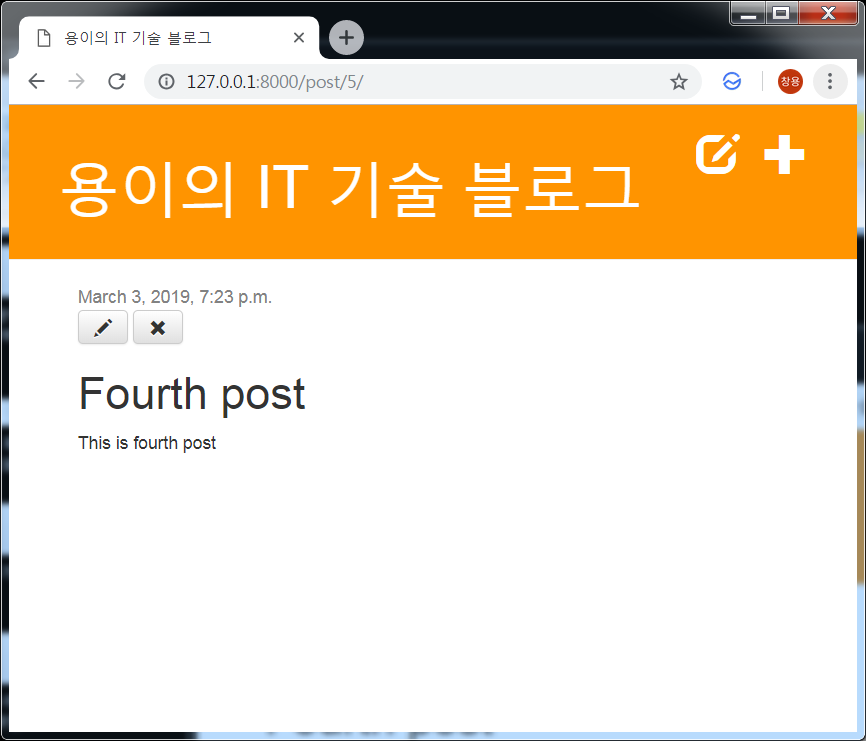 용이의 IT 기술 블로그
127.0.0.1:8000/post/5/
창용
용이의 IT 기술 블로그
March 3, 2019, 7:23 p.m.
Fourth post
This is fourth post